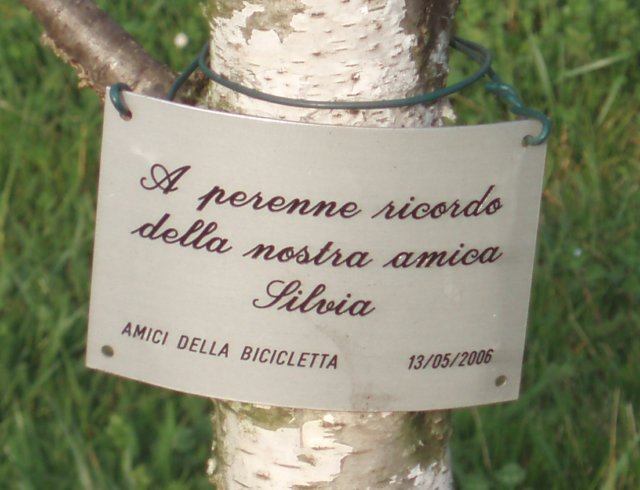 A perenne ricordo
della nostra amica
Silvia
AMICI DELLA BICICLETTA 13/05/2006